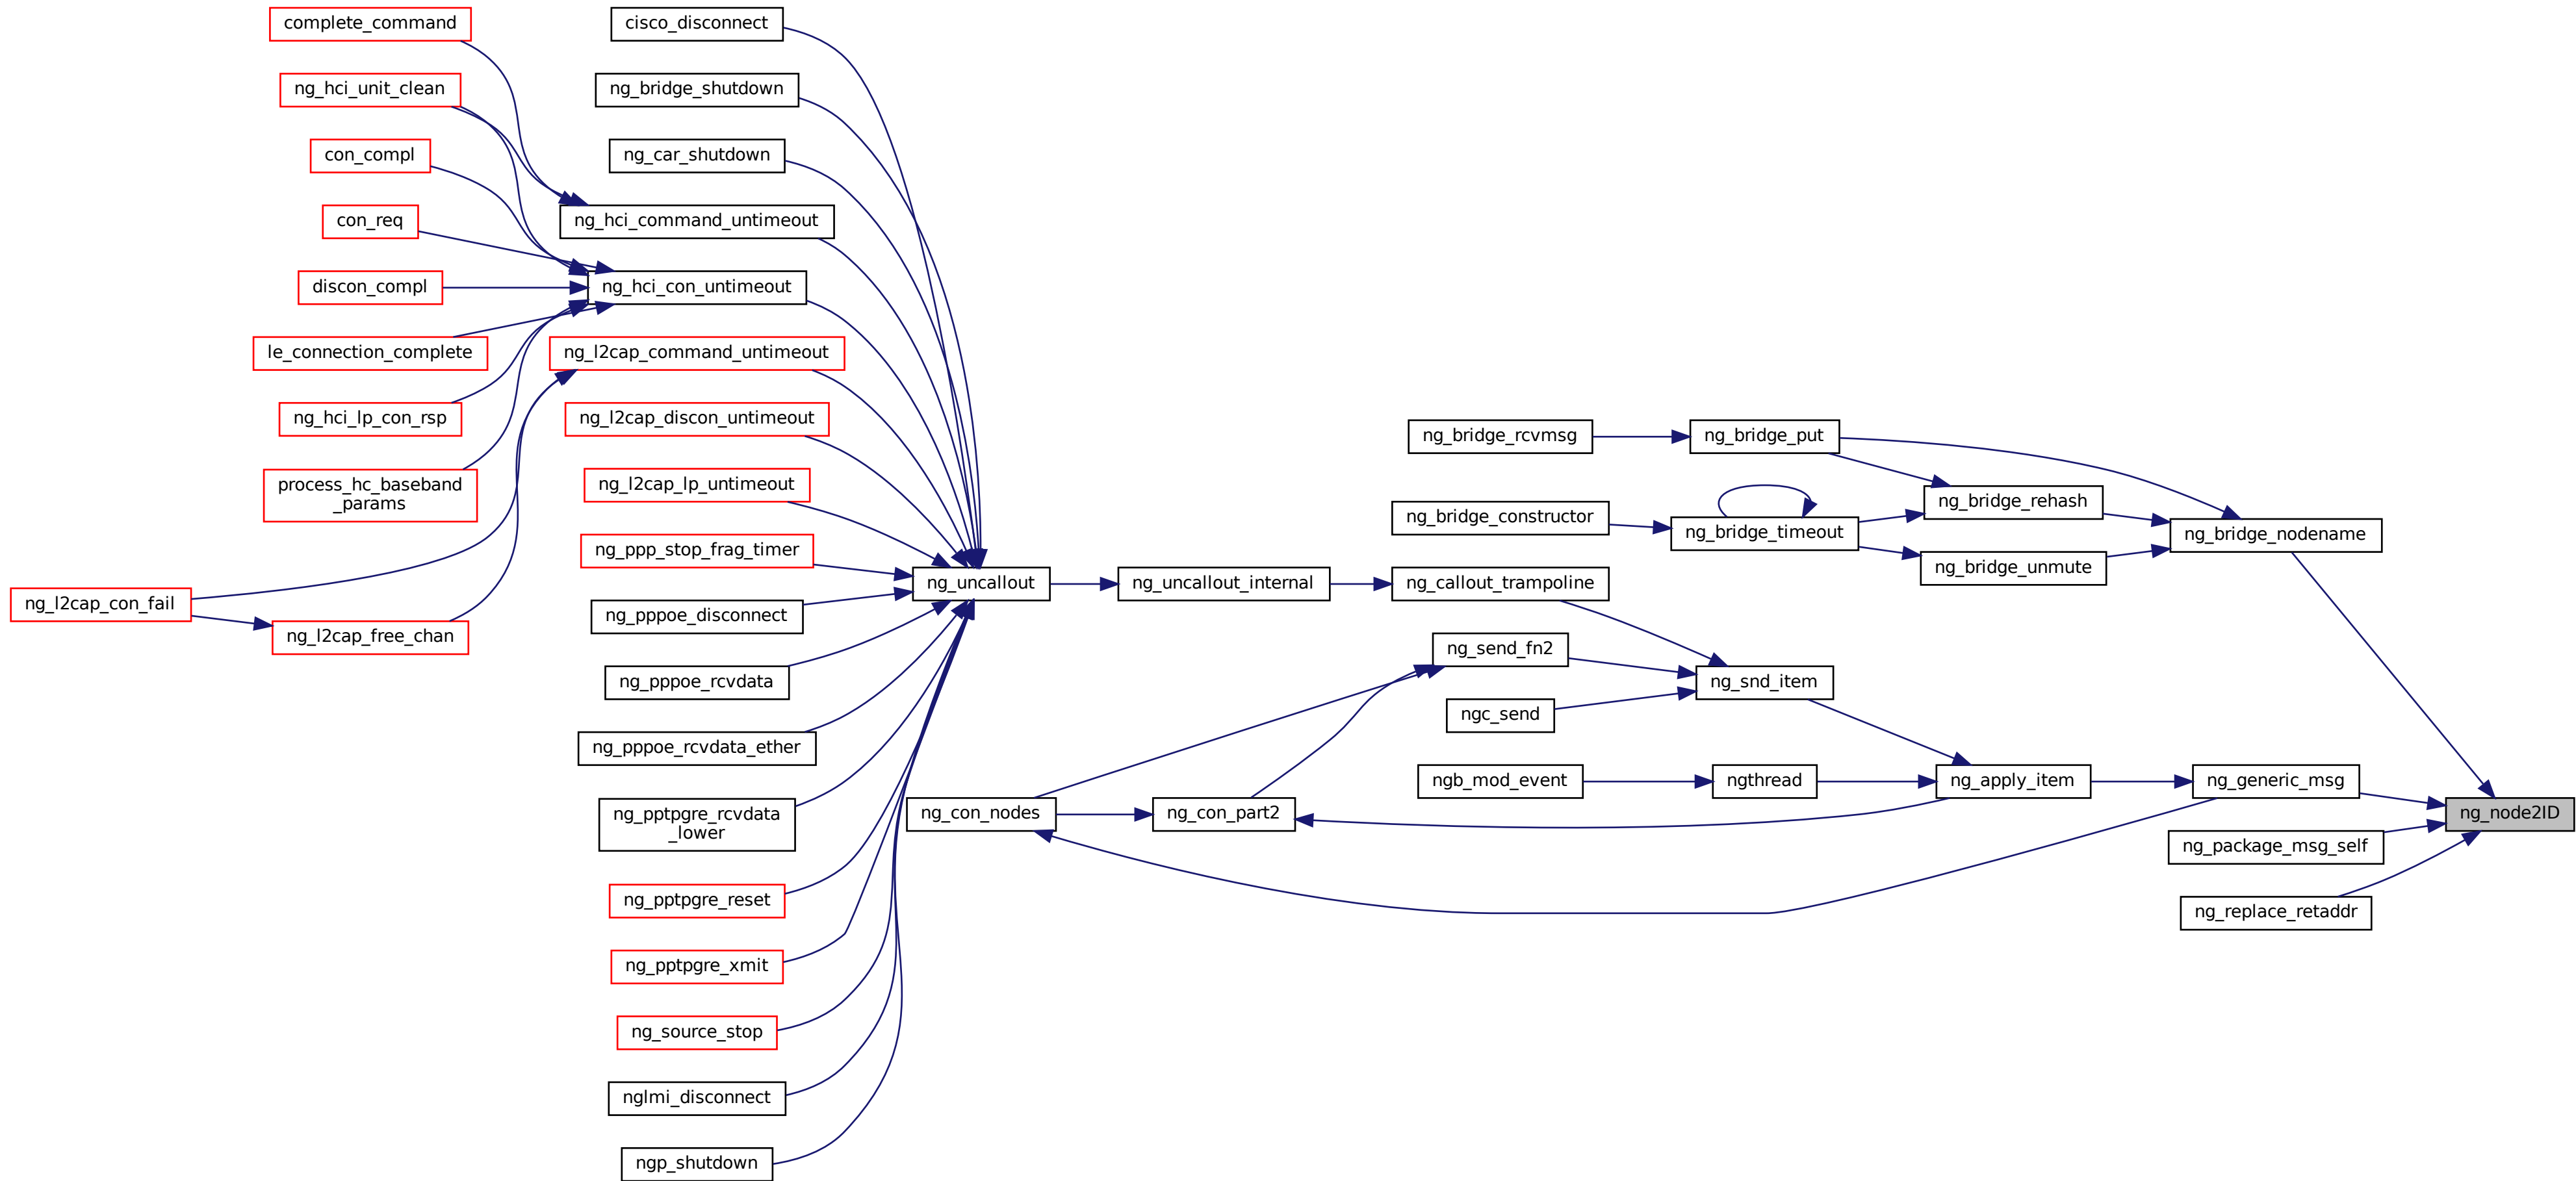 complete_command
ng_hci_unit_clean
con_compl
con_req
discon_compl
le_connection_complete
ng_hci_lp_con_rsp
process_hc_baseband
_params
ng_l2cap_con_fail
ng_l2cap_free_chan
cisco_disconnect
ng_bridge_shutdown
ng_car_shutdown
ng_hci_command_untimeout
ng_hci_con_untimeout
ng_l2cap_command_untimeout
ng_l2cap_discon_untimeout
ng_l2cap_lp_untimeout
ng_ppp_stop_frag_timer
ng_pppoe_disconnect
ng_pppoe_rcvdata
ng_pppoe_rcvdata_ether
ng_pptpgre_rcvdata
_lower
ng_pptpgre_reset
ng_pptpgre_xmit
ng_source_stop
nglmi_disconnect
ngp_shutdown
ng_uncallout
ng_con_nodes
ng_uncallout_internal
ng_con_part2
ng_bridge_rcvmsg
ng_bridge_constructor
ng_callout_trampoline
ng_send_fn2
ngc_send
ngb_mod_event
ng_bridge_put
ng_bridge_timeout
ng_snd_item
ngthread
ng_bridge_rehash
ng_bridge_unmute
ng_apply_item
ng_bridge_nodename
ng_generic_msg
ng_package_msg_self
ng_replace_retaddr
ng_node2ID